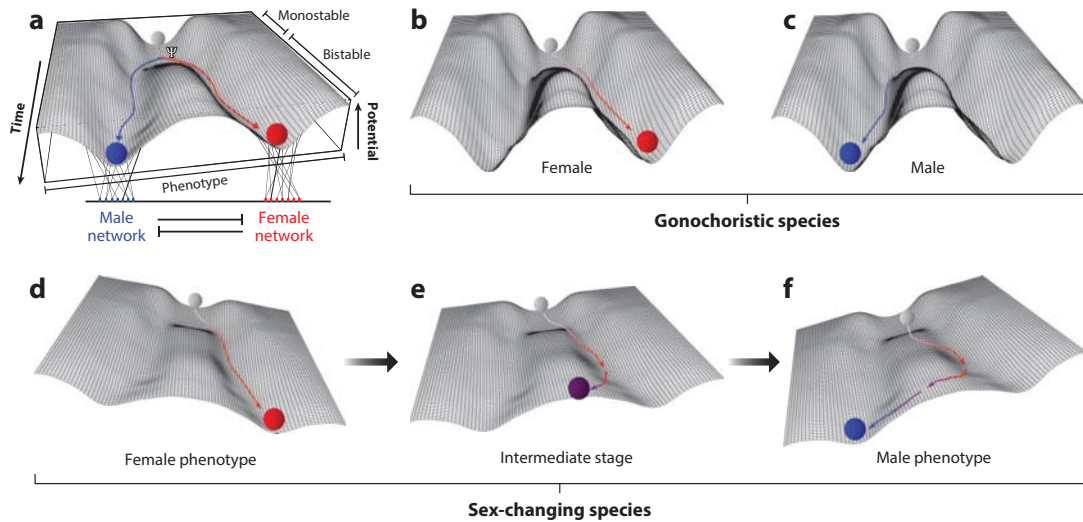 a
Monostable
Bistable
Ψ
Time
Potential
Phenotype
Male
network
Female
network
b
Female
c
Male
Gonochoristic species
d
Female phenotype
e
Intermediate stage
f
Male phenotype
Sex-changing species